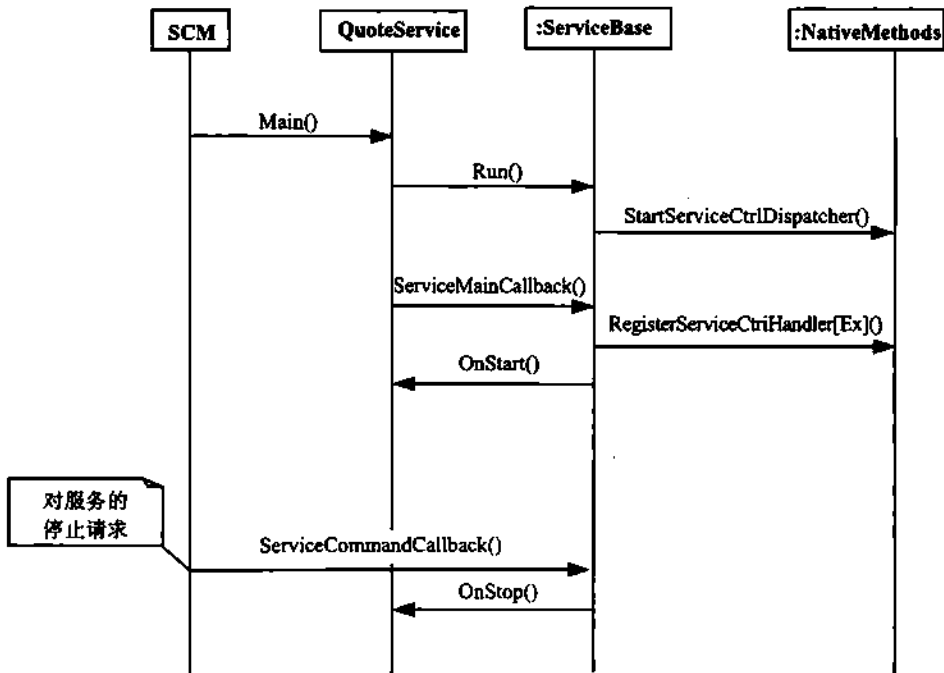 SCM
QuoteService
:ServiceBase
:NativeMethods
Main()
Run()
StartServiceCtrlDispatcher()
ServiceMainCallback()
RegisterServiceCtriHandler[Ex]()
OnStart()
对服务的
停止请求
ServiceCommandCallback()
OnStop()